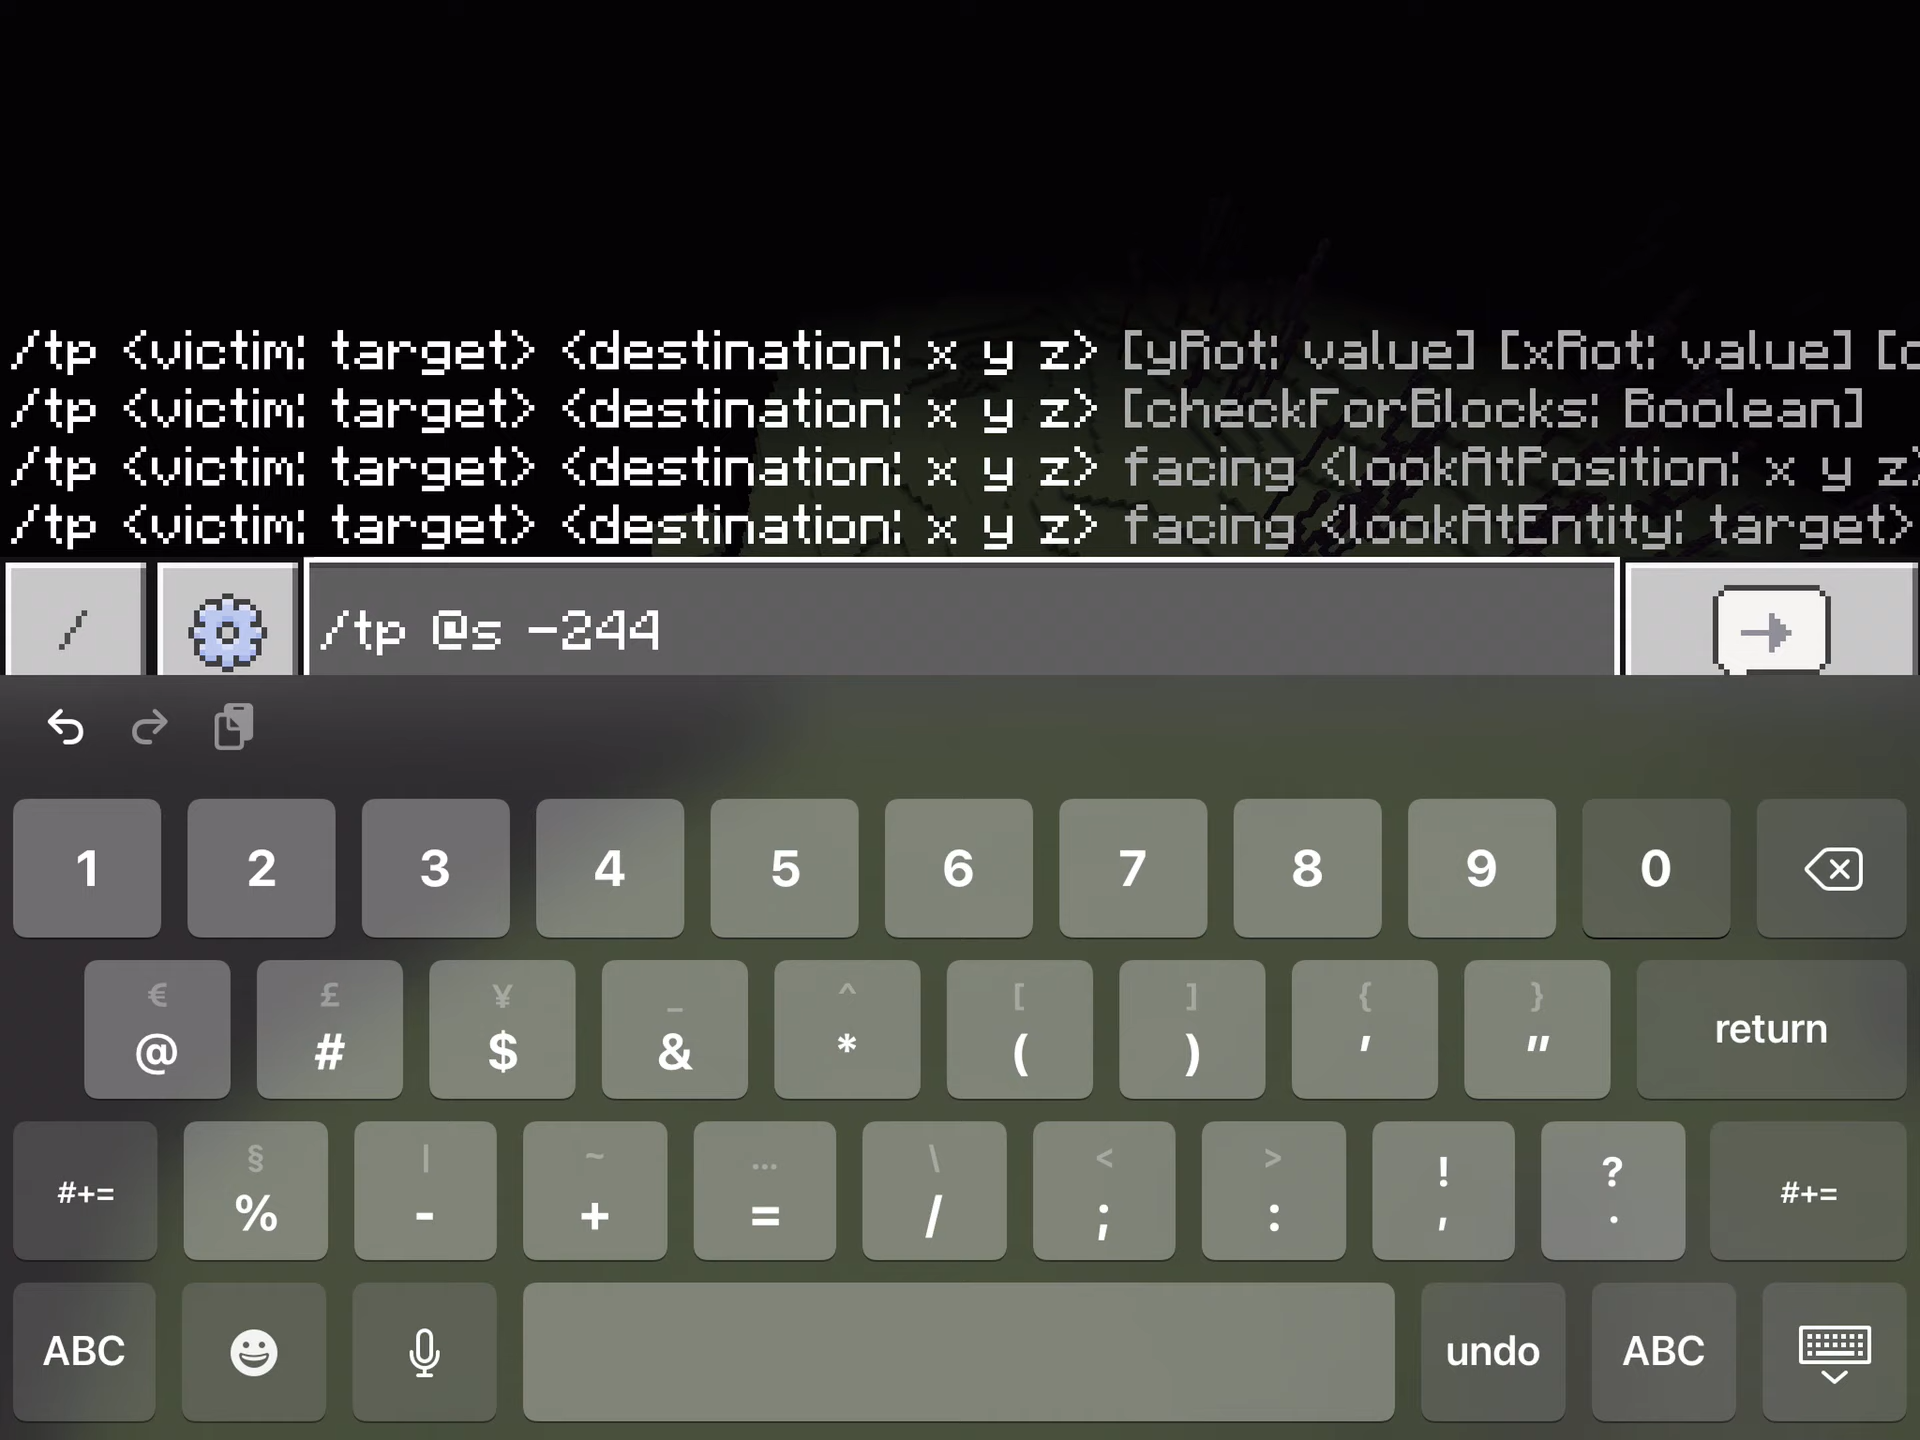 /tp <victim: target> <destination: x y z> [yRot: value] [xRot: value] [c
/tp <victim: target> <destination: x y z> [checkForBlocks: Boolean]
/tp <victim: target> <destination: x y z> facing <lookAtPosition: x y z>
/tp <victim: target> <destination: x y z> facing <lookAtEntity: target>
/ /tp @s -244
1 2 3 4 5 6 7 8 9 0
€ £ ¥ _ ^ [ ] { }
@ # $ & * ( ) ' " return
§ | ~ … \ < > ! ?
#+= % - + = / ; : , . #+=
ABC undo ABC